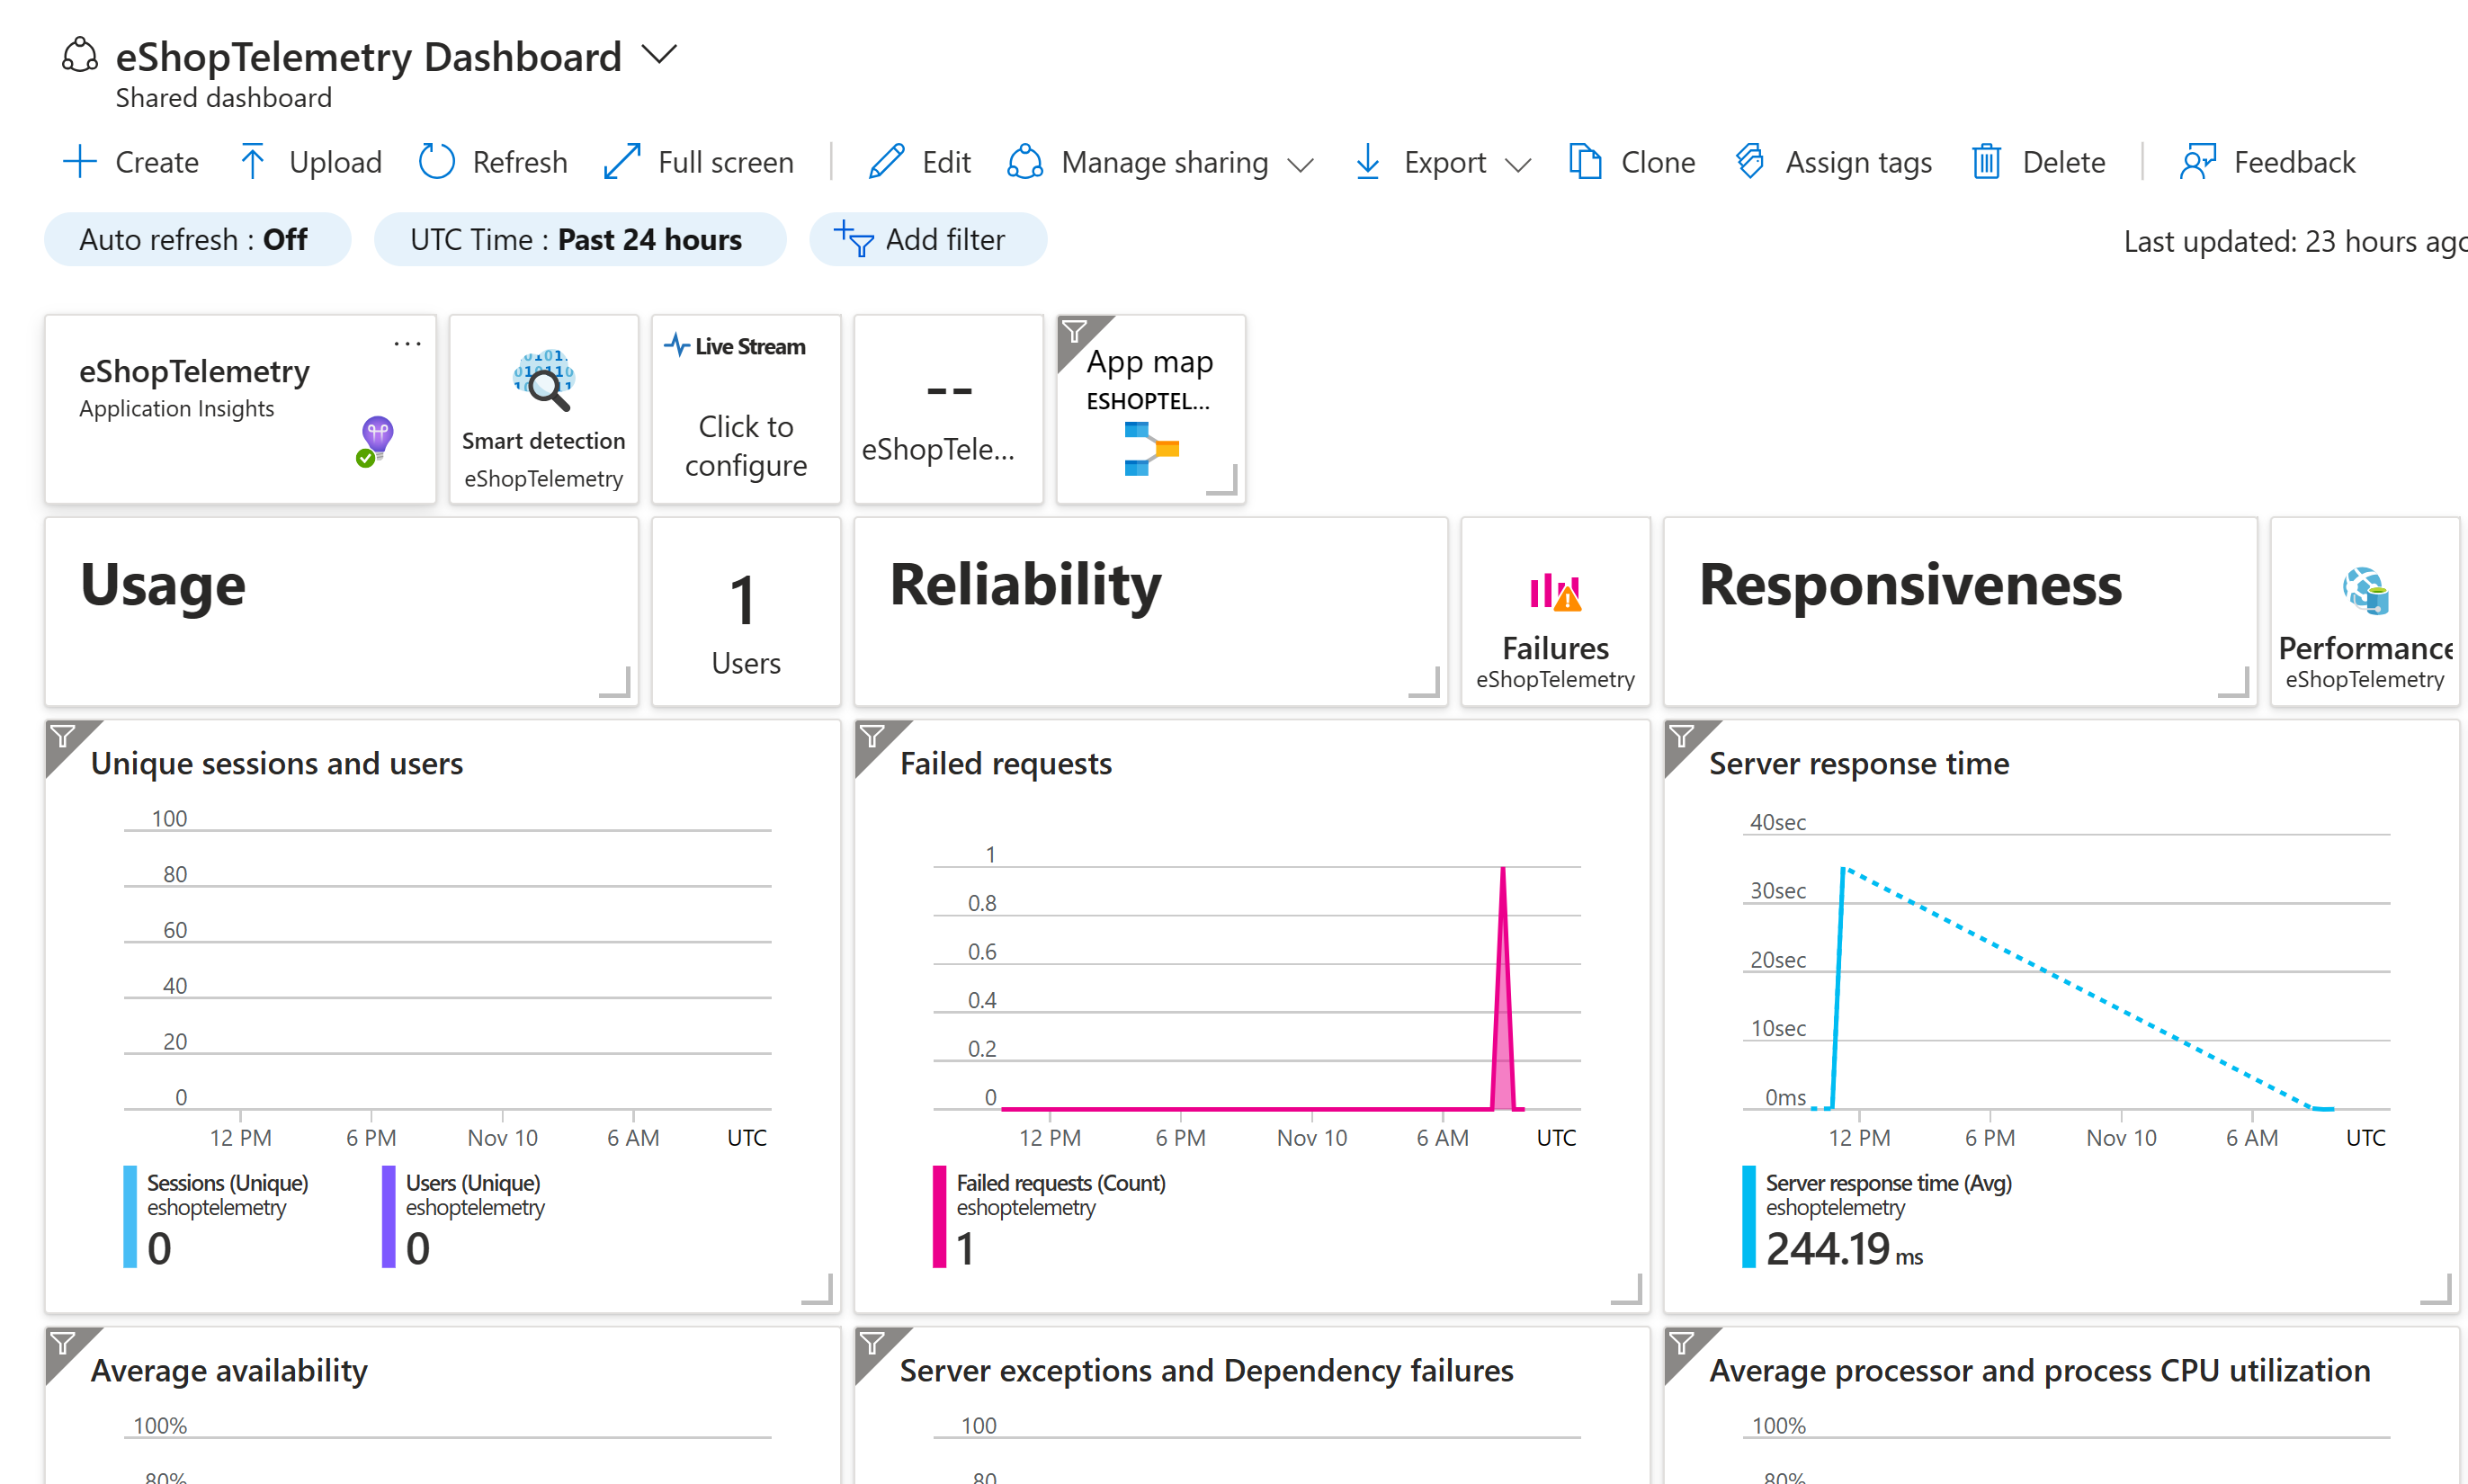 eShopTelemetry Dashboard
Shared dashboard
Create Upload Refresh Full screen Edit Manage sharing Export Clone Assign tags Delete Feedback
Auto refresh : Off UTC Time : Past 24 hours Add filter Last updated: 23 hours ago
eShopTelemetry
Application Insights
Smart detection
eShopTelemetry
Live Stream
Click to
configure
--
eShopTele...
App map
ESHOPTEL...
Usage
1
Users
Reliability
Failures
eShopTelemetry
Responsiveness
Performance
eShopTelemetry
Unique sessions and users
100
80
60
40
20
0
12 PM 6 PM Nov 10 6 AM UTC
Sessions (Unique)
eshoptelemetry
0
Users (Unique)
eshoptelemetry
0
Failed requests
1
0.8
0.6
0.4
0.2
0
12 PM 6 PM Nov 10 6 AM UTC
Failed requests (Count)
eshoptelemetry
1
Server response time
40sec
30sec
20sec
10sec
0ms
12 PM 6 PM Nov 10 6 AM UTC
Server response time (Avg)
eshoptelemetry
244.19 ms
Average availability
100%
80%
Server exceptions and Dependency failures
100
80
Average processor and process CPU utilization
100%
80%